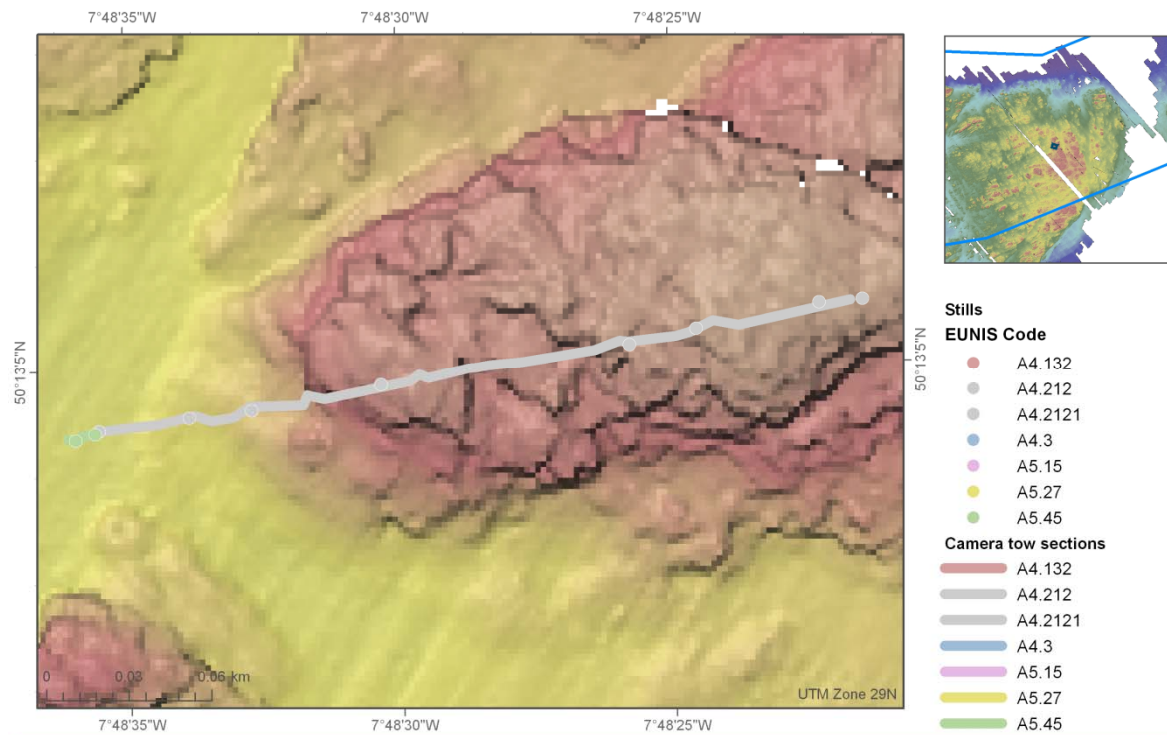 7°48'35"W 7°48'30"W 7°48'25"W
50°13'5"N
50°13'5"N
0 0.03 0.06 km
UTM Zone 29N
7°48'35"W 7°48'30"W 7°48'25"W
Stills
EUNIS Code
A4.132
A4.212
A4.2121
A4.3
A5.15
A5.27
A5.45
Camera tow sections
A4.132
A4.212
A4.2121
A4.3
A5.15
A5.27
A5.45